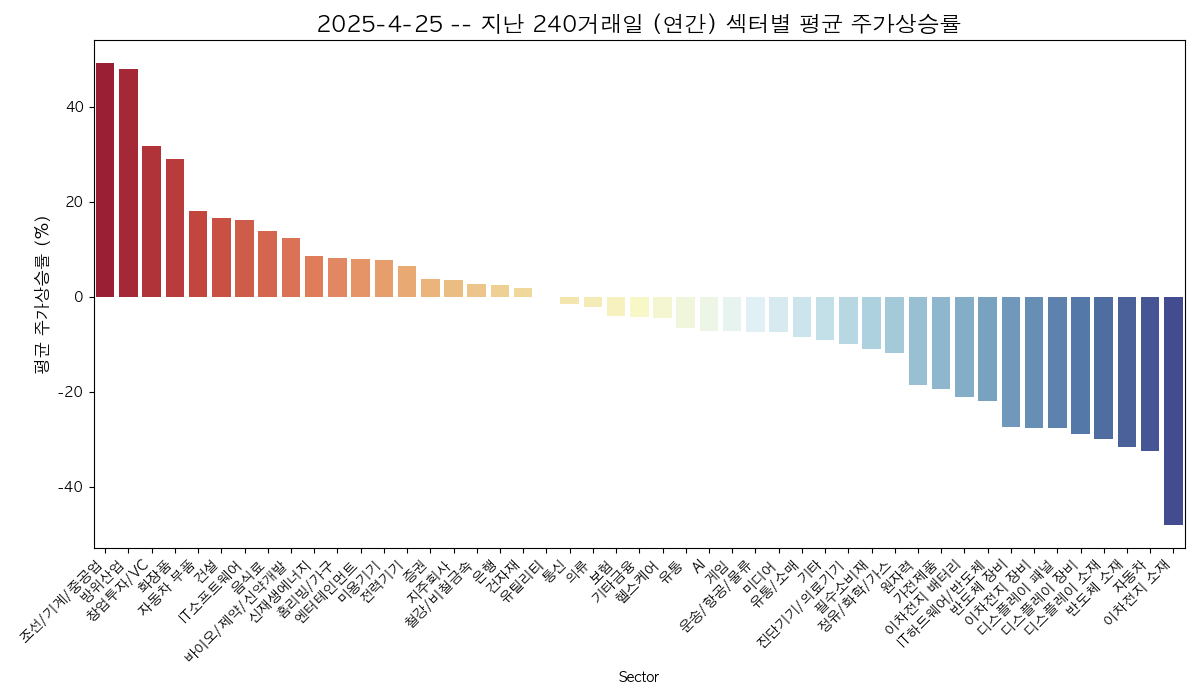 2025-4-25 -- 지난 240거래일 (연간) 섹터별 평균 주가상승률
평균 주가상승률 (%)
40
20
0
-20
-40
조선/기계/중공업
방위산업
창업투자/VC
화장품
자동차 부품
건설
IT소프트웨어
음식료
바이오/제약/신약개발
신재생에너지
홈리빙/가구
엔터테인먼트
미용기기
전력기기
증권
지주회사
철강/비철금속
은행
건자재
유틸리티
통신
의류
보험
기타금융
헬스케어
유통
AI
게임
운송/항공/물류
미디어
유통/소매
기타
진단기기/의료기기
필수소비재
정유/화학/가스
원자력
가전제품
이차전지 배터리
IT하드웨어/반도체
반도체 장비
이차전지 장비
디스플레이 패널
디스플레이 장비
디스플레이 소재
반도체 소재
자동차
이차전지 소재
Sector